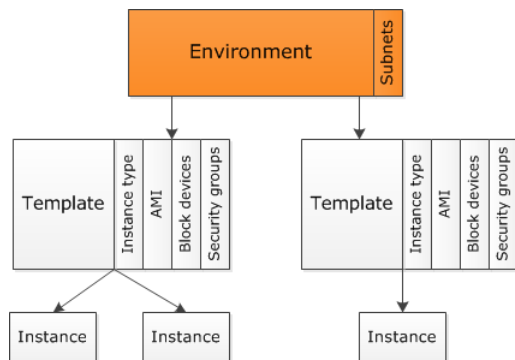 Environment
Subnets
Template
Instance type
AMI
Block devices
Security groups
Template
Instance type
AMI
Block devices
Security groups
Instance
Instance
Instance